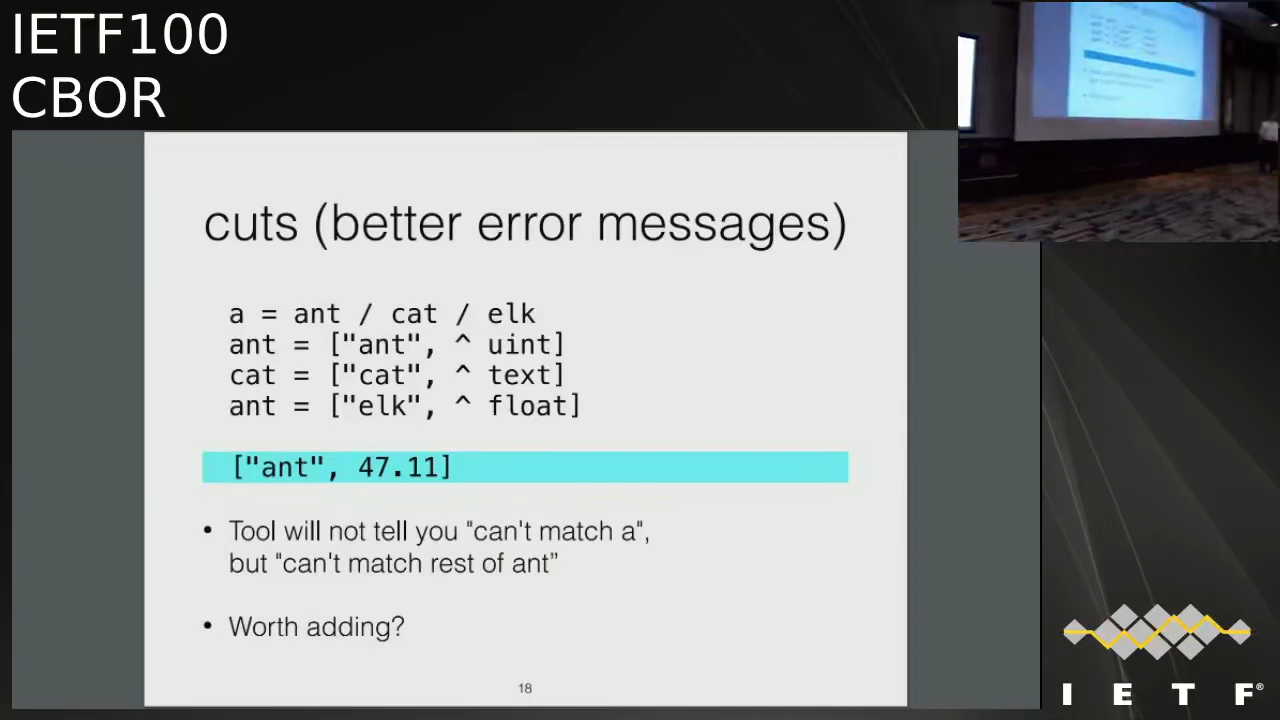 IETF100
CBOR
cuts (better error messages)
a = ant / cat / elk
ant = ["ant", ^ uint]
cat = ["cat", ^ text]
ant = ["elk", ^ float]
["ant", 47.11]
• Tool will not tell you "can't match a",
but "can't match rest of ant”
• Worth adding?
18
I E T F®